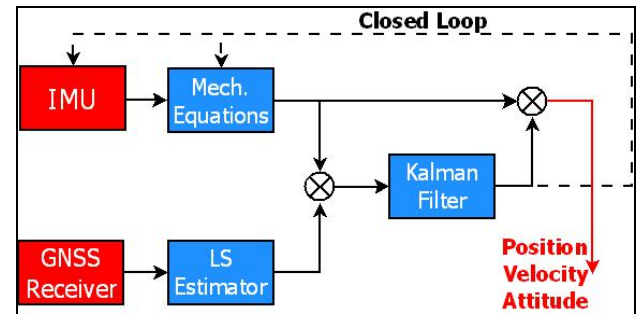 Closed Loop
IMU
Mech.
Equations
Kalman
Filter
GNSS
Receiver
LS
Estimator
Position
Velocity
Attitude